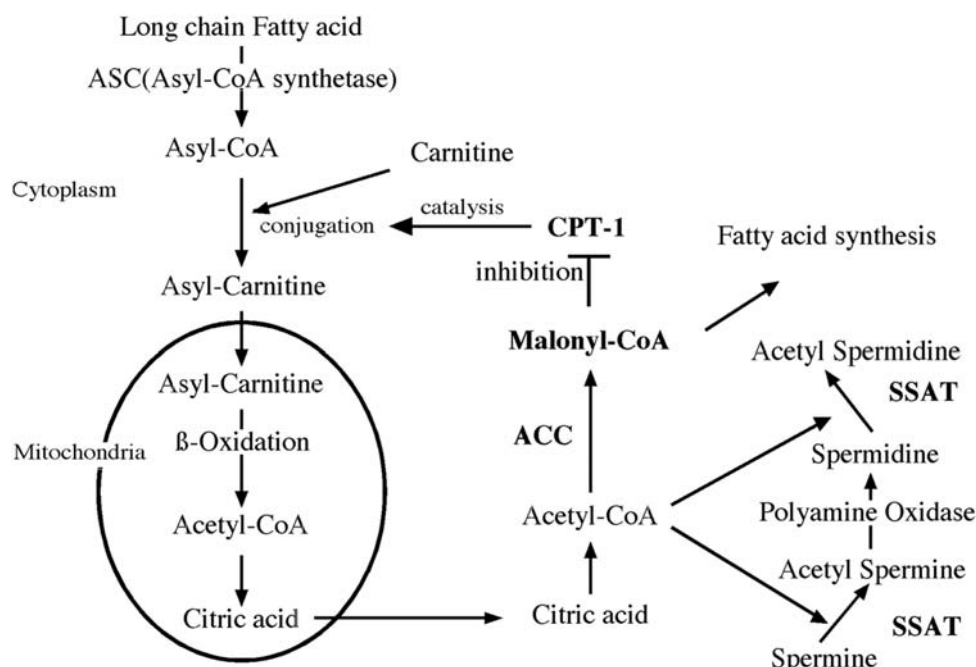 Long chain Fatty acid
ASC(Asyl-CoA synthetase)
Asyl-CoA
Carnitine
Cytoplasm
conjugation
catalysis
CPT-1
Fatty acid synthesis
inhibition
Asyl-Carnitine
Malonyl-CoA
Acetyl Spermidine
Asyl-Carnitine
SSAT
Mitochondria
ß-Oxidation
ACC
Spermidine
Acetyl-CoA
Acetyl-CoA
Polyamine Oxidase
Acetyl Spermine
Citric acid
Citric acid
SSAT
Spermine